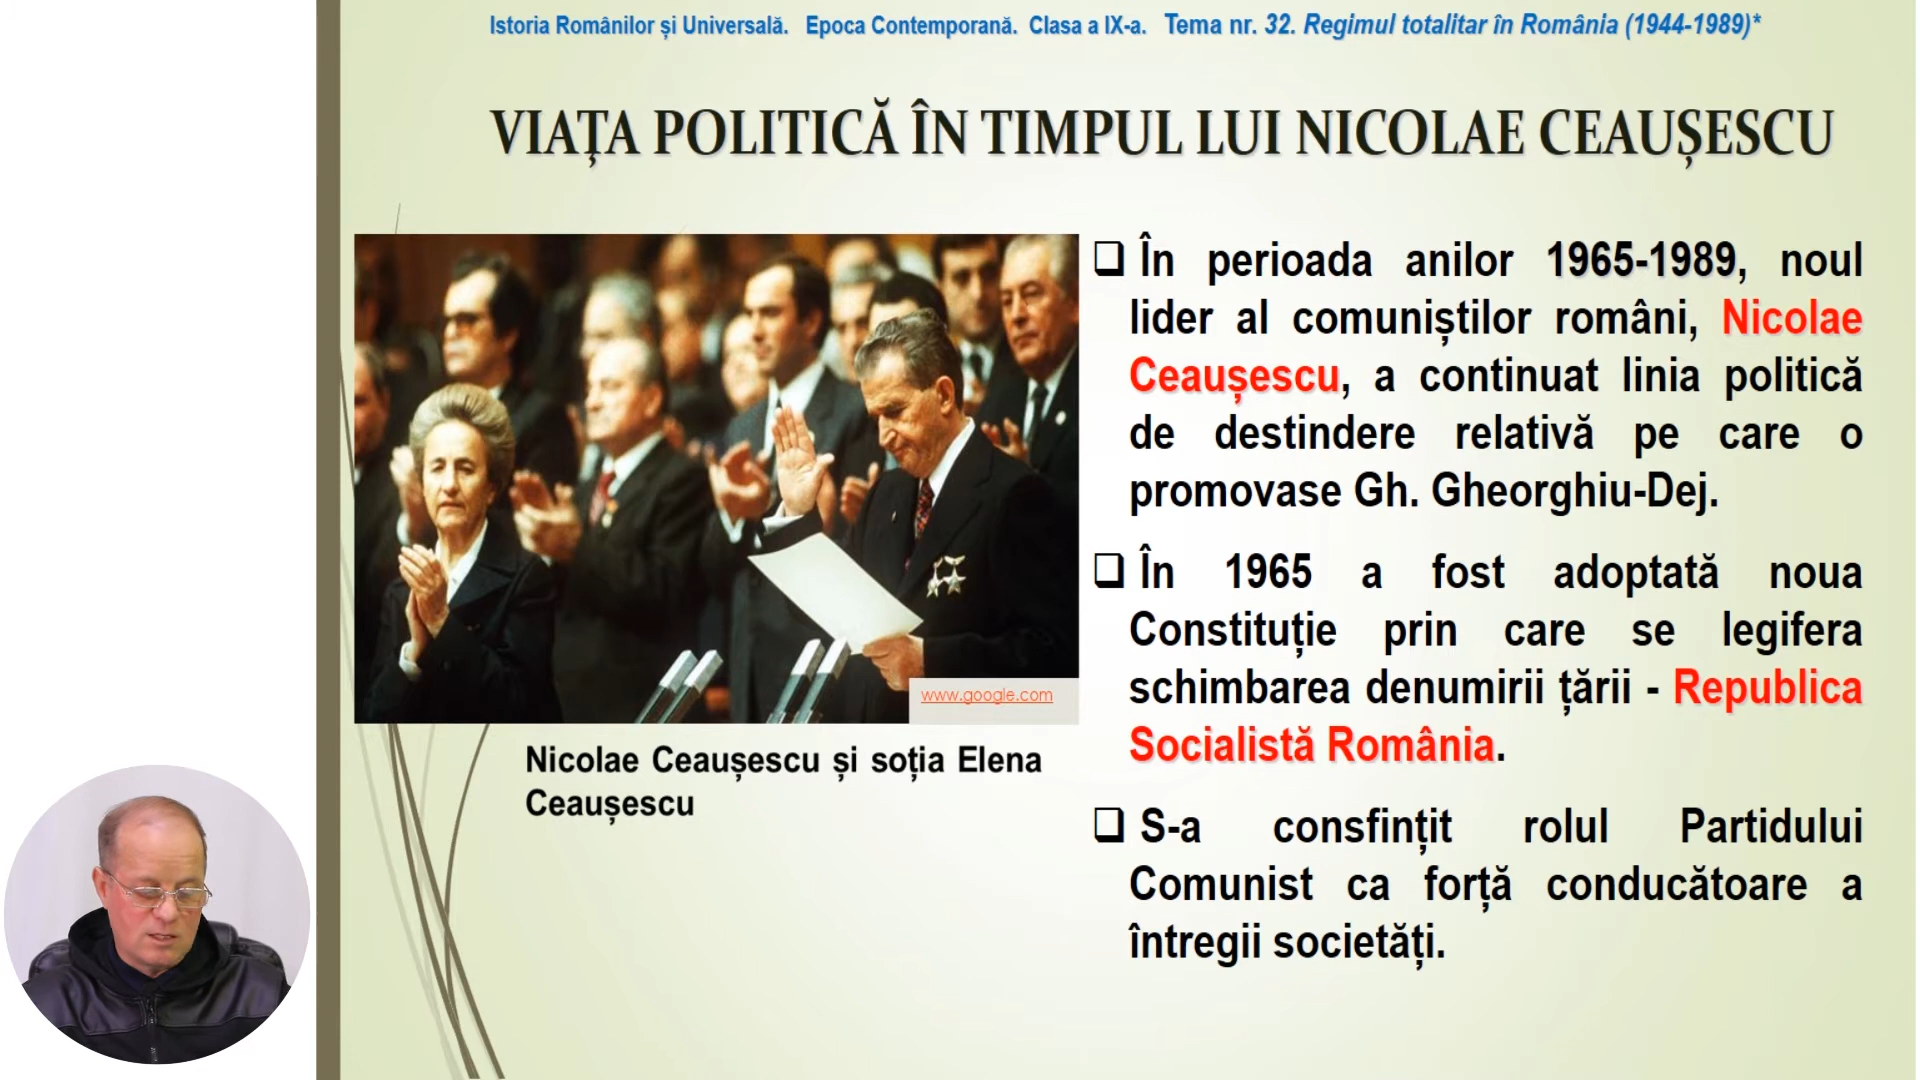 Istoria Românilor și Universală. Epoca Contemporană. Clasa a IX-a. Tema nr. 32. Regimul totalitar în România (1944-1989)*
VIAȚA POLITICĂ ÎN TIMPUL LUI NICOLAE CEAUȘESCU
www.google.com
Nicolae Ceaușescu și soția Elena
Ceaușescu
În perioada anilor 1965-1989, noul
lider al comuniștilor români, Nicolae
Ceaușescu, a continuat linia politică
de destindere relativă pe care o
promovase Gh. Gheorghiu-Dej.
În 1965 a fost adoptată noua
Constituție prin care se legifera
schimbarea denumirii țării - Republica
Socialistă România.
S-a consfințit rolul Partidului
Comunist ca forță conducătoare a
întregii societăți.